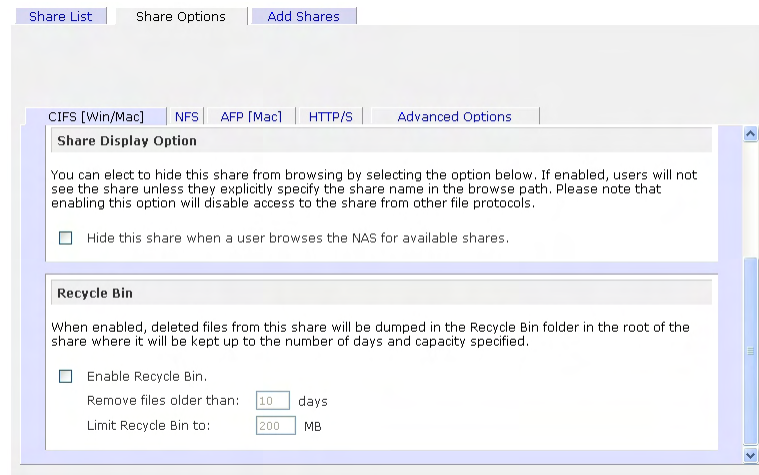 Share List Share Options Add Shares
CIFS [Win/Mac] NFS AFP [Mac] HTTP/S Advanced Options
Share Display Option
You can elect to hide this share from browsing by selecting the option below. If enabled, users will not
see the share unless they explicitly specify the share name in the browse path. Please note that
enabling this option will disable access to the share from other file protocols.
Hide this share when a user browses the NAS for available shares.
Recycle Bin
When enabled, deleted files from this share will be dumped in the Recycle Bin folder in the root of the
share where it will be kept up to the number of days and capacity specified.
Enable Recycle Bin.
Remove files older than: 10 days
Limit Recycle Bin to: 200 MB